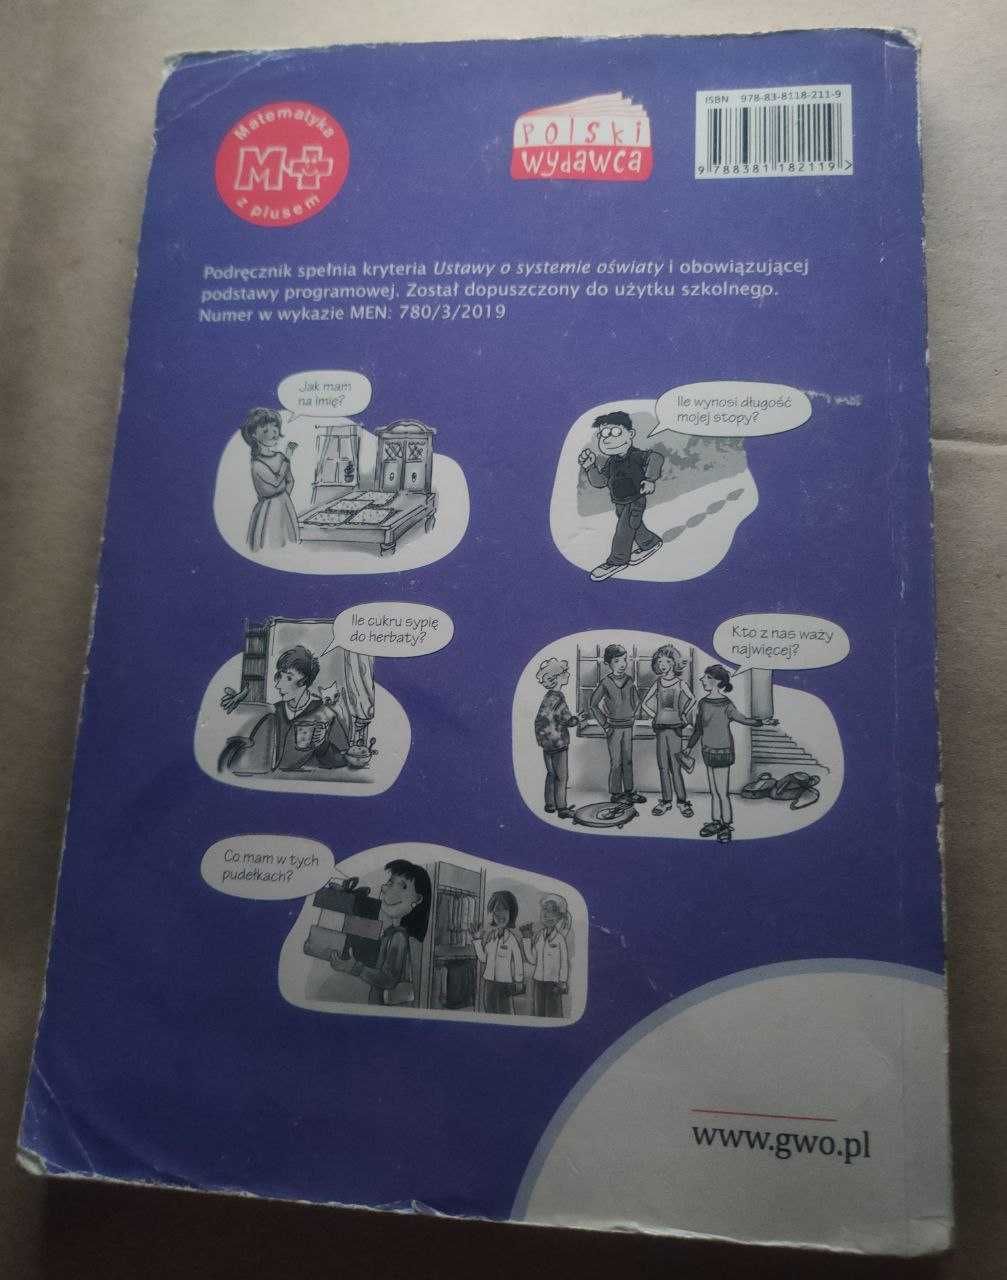 Matematyka
M+
z plusem
POlSki
wydawca
ISBN 978-83-8118-211-9
9 788381 182119 >
Podręcznik spełnia kryteria Ustawy o systemie oświaty i obowiązującej
podstawy programowej. Został dopuszczony do użytku szkolnego.
Numer w wykazie MEN: 780/3/2019
Jak mam
na imię?
Ile wynosi długość
mojej stopy?
Ile cukru sypię
do herbaty?
Kto z nas waży
najwięcej?
Co mam w tych
pudełkach?
www.gwo.pl